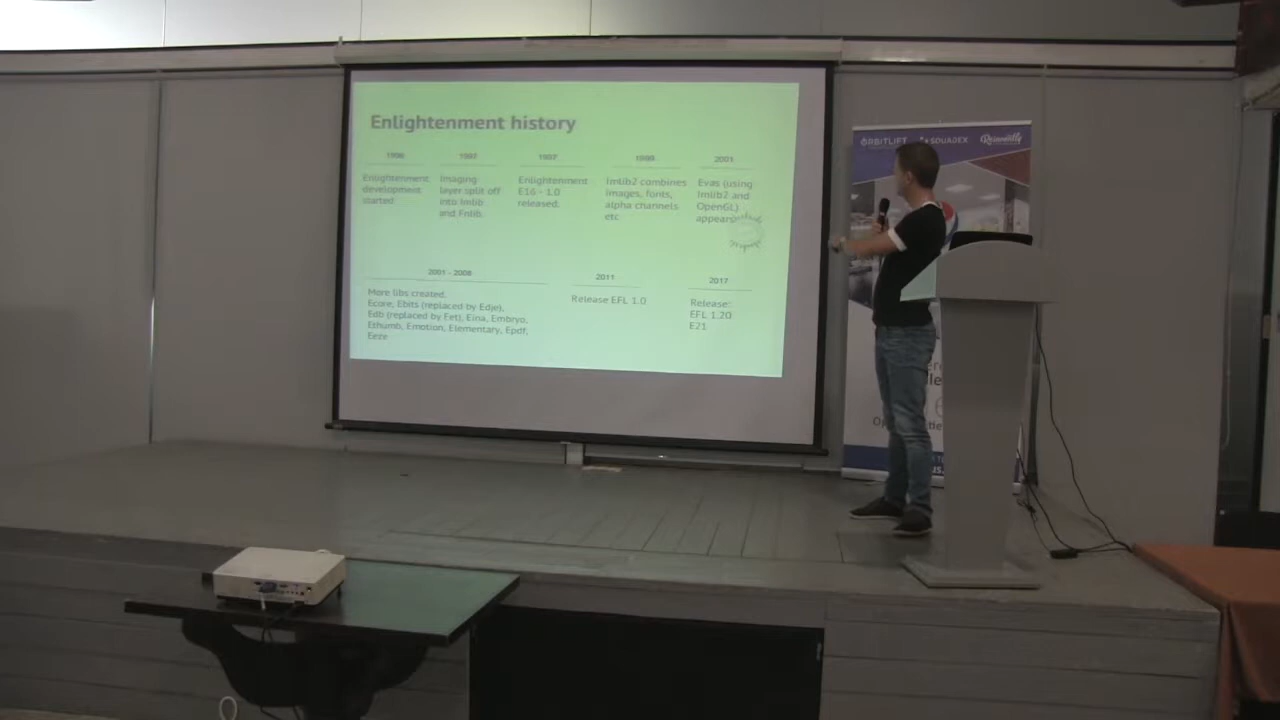 Enlightenment history
1996
Enlightenment
development
started
1997
Imaging
layer split off
into Imlib
and Fnlib.
1997
Enlightenment
E16 - 1.0
released.
1999
Imlib2 combines
images, fonts,
alpha channels
etc
2001
Evas (using
Imlib2 and
OpenGL)
appears
2001 - 2008
More libs created.
Ecore, Ebits (replaced by Edje),
Edb (replaced by Eet), Eina, Embryo,
Ethumb, Emotion, Elementary, Epdf,
Eeze
2011
Release EFL 1.0
2017
Release:
EFL 1.20
E21
ORBITLIFT
SQUADEX